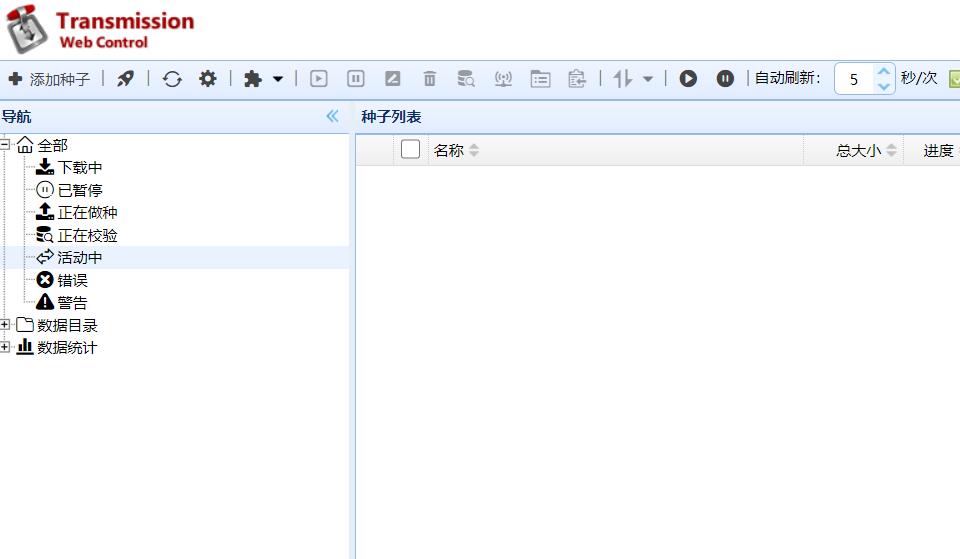 Transmission
Web Control
添加种子 自动刷新: 5 秒/次
导航
种子列表
全部
名称 总大小 进度
下载中
已暂停
正在做种
正在校验
活动中
错误
警告
数据目录
数据统计